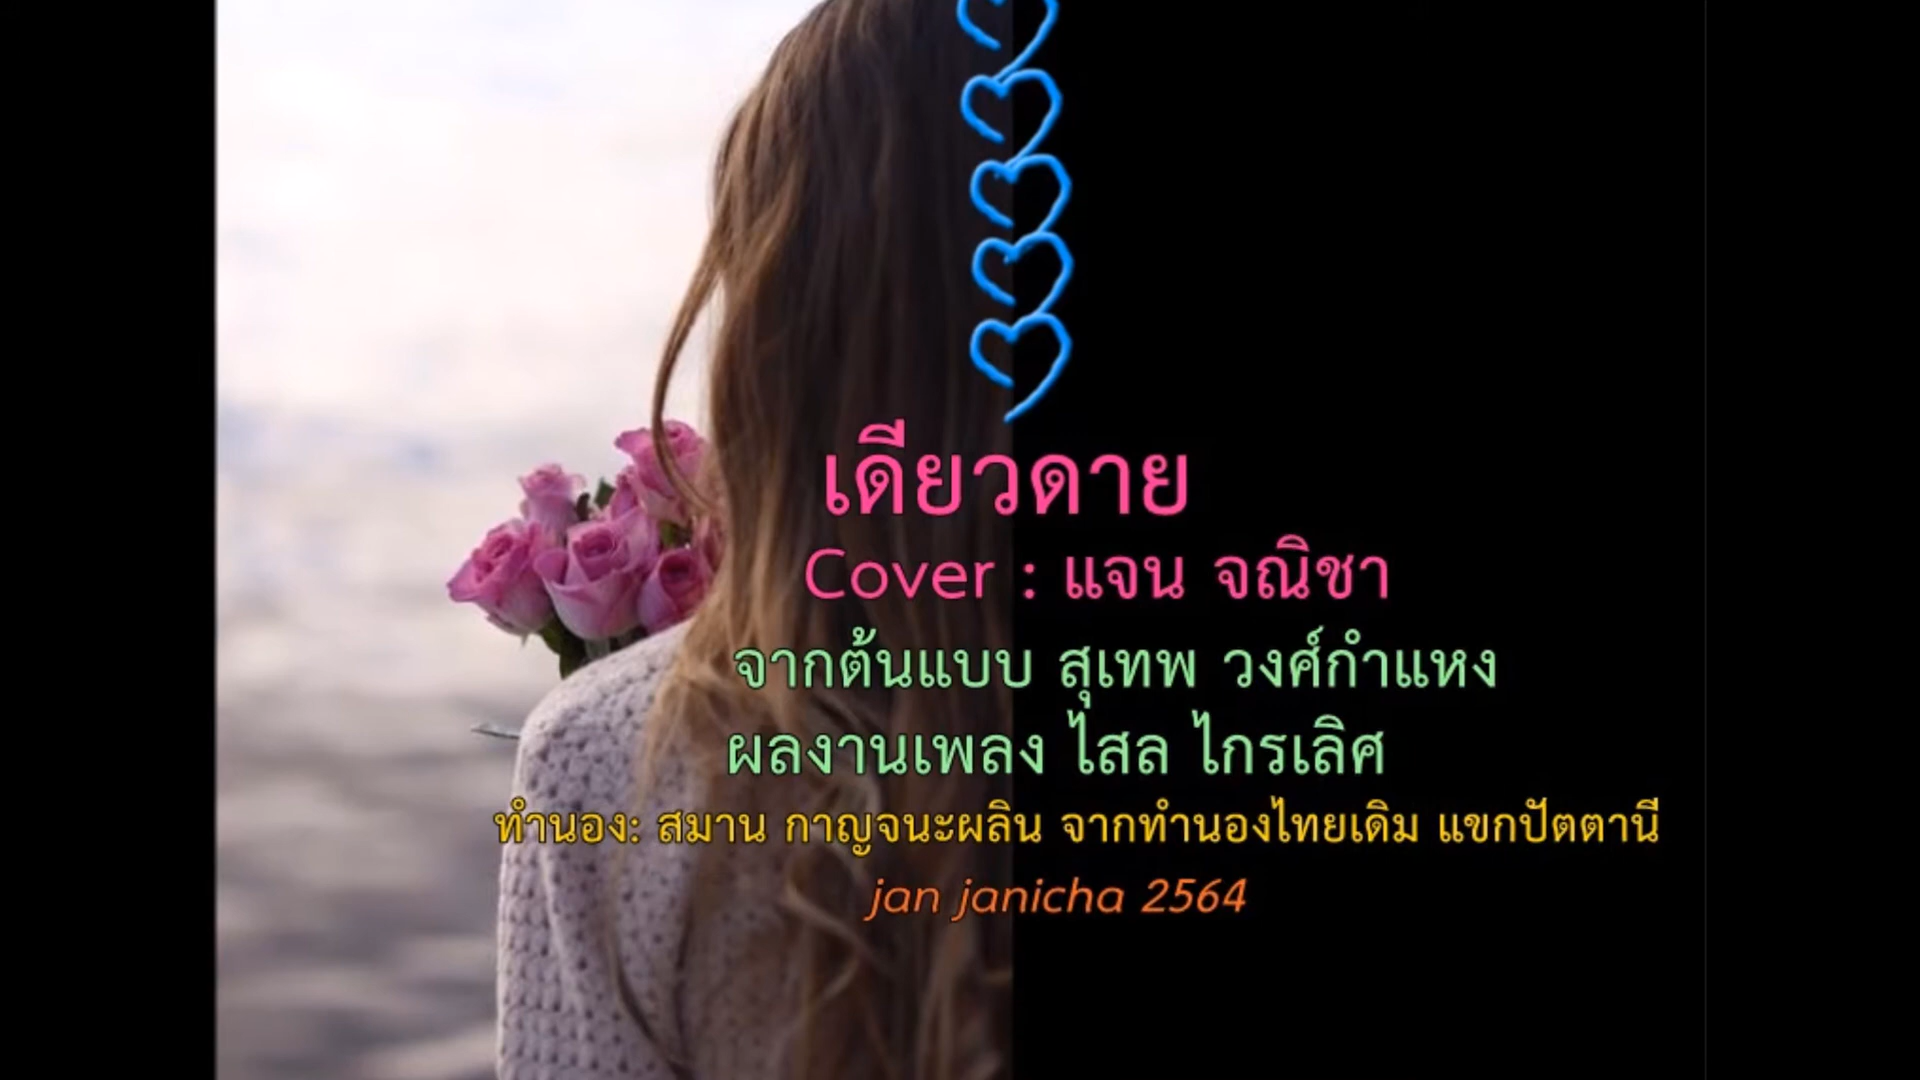 เดียวดาย
Cover : แจน จณิชา
จากต้นแบบ สุเทพ วงศ์กำแหง
ผลงานเพลง ไสล ไกรเลิศ
ทำนอง: สมาน กาญจนะผลิน จากทำนองไทยเดิม แขกปัตตานี
jan janicha 2564